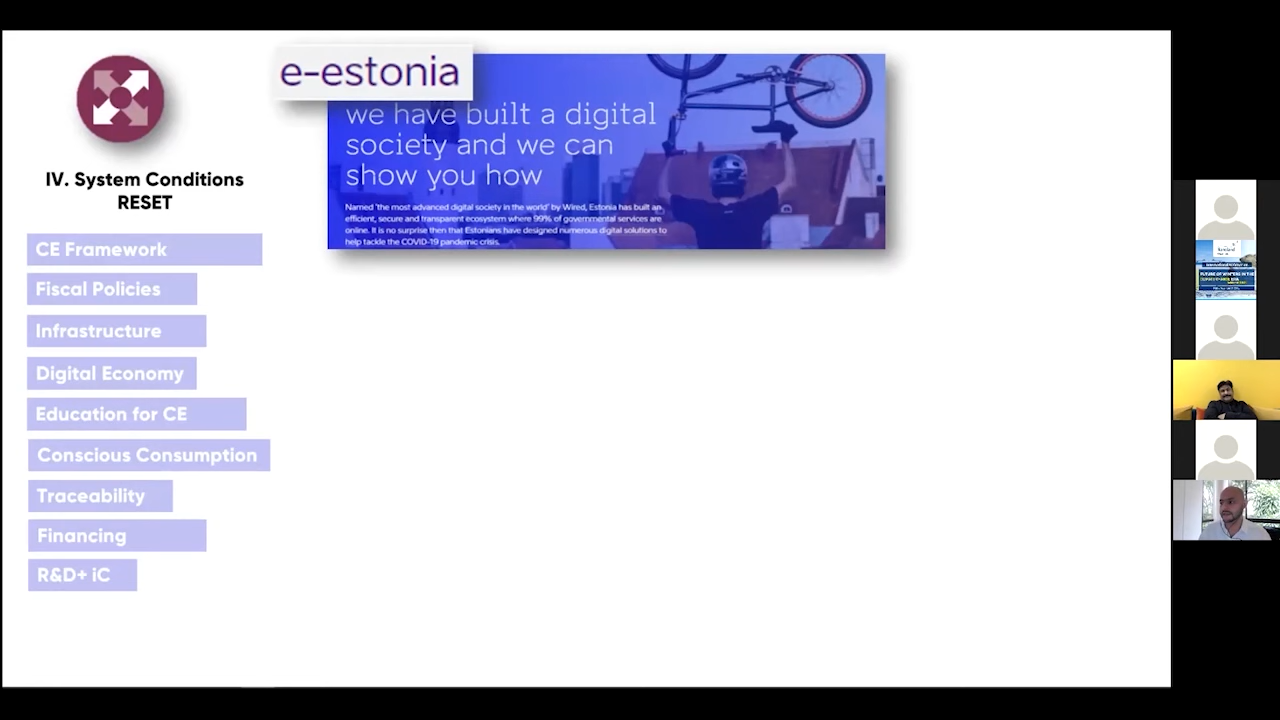 IV. System Conditions
RESET
CE Framework
Fiscal Policies
Infrastructure
Digital Economy
Education for CE
Conscious Consumption
Traceability
Financing
R&D+ iC
e-estonia
we have built a digital
society and we can
show you how
Named 'the most advanced digital society in the world' by Wired, Estonia has built an
efficient, secure and transparent ecosystem where 99% of governmental services are
online. It is no surprise then that Estonians have designed numerous digital solutions to
help tackle the COVID-19 pandemic crisis.